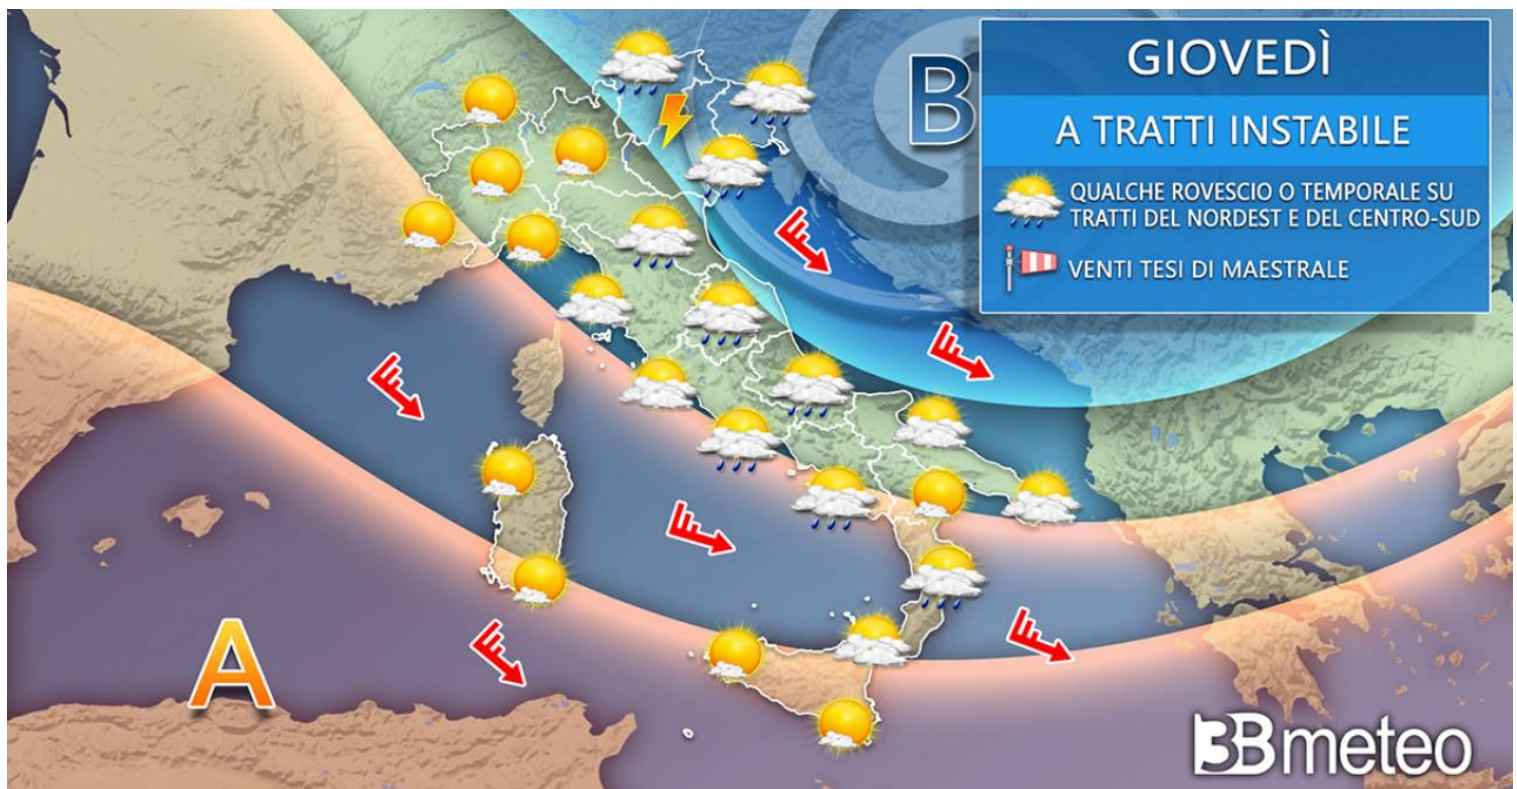 B
GIOVEDÌ
A TRATTI INSTABILE
QUALCHE ROVESCIO O TEMPORALE SU
TRATTI DEL NORDEST E DEL CENTRO-SUD
VENTI TESI DI MAESTRALE
A
3Bmeteo